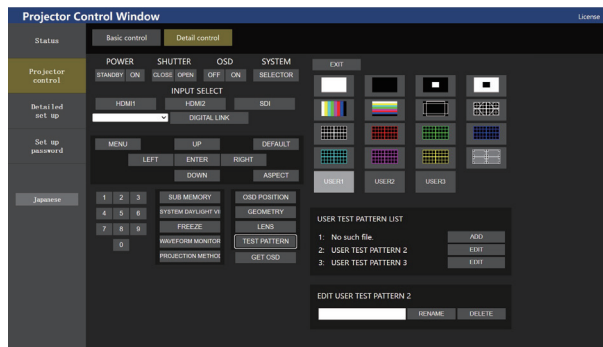 Projector Control Window
License
Status
Projector control
Detailed set up
Set up password
Japanese
Basic control
Detail control
POWER SHUTTER OSD SYSTEM
STANDBY ON CLOSE OPEN OFF ON SELECTOR
INPUT SELECT
HDMI1 HDMI2 SDI
DIGITAL LINK
MENU UP DEFAULT
LEFT ENTER RIGHT
DOWN ASPECT
1 2 3
4 5 6
7 8 9
0
SUB MEMORY
SYSTEM DAYLIGHT VI
FREEZE
WAVEFORM MONITOR
PROJECTION METHOD
OSD POSITION
GEOMETRY
LENS
TEST PATTERN
GET OSD
EXIT
USER1 USER2 USER3
USER TEST PATTERN LIST
1: No such file. ADD
2: USER TEST PATTERN 2 EDIT
3: USER TEST PATTERN 3 EDIT
EDIT USER TEST PATTERN 2
RENAME DELETE